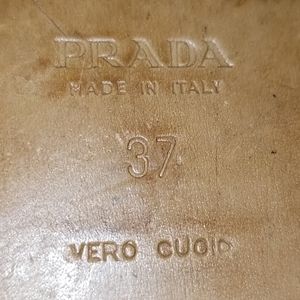 PRADA
MADE IN ITALY
37
VERO CUOIO